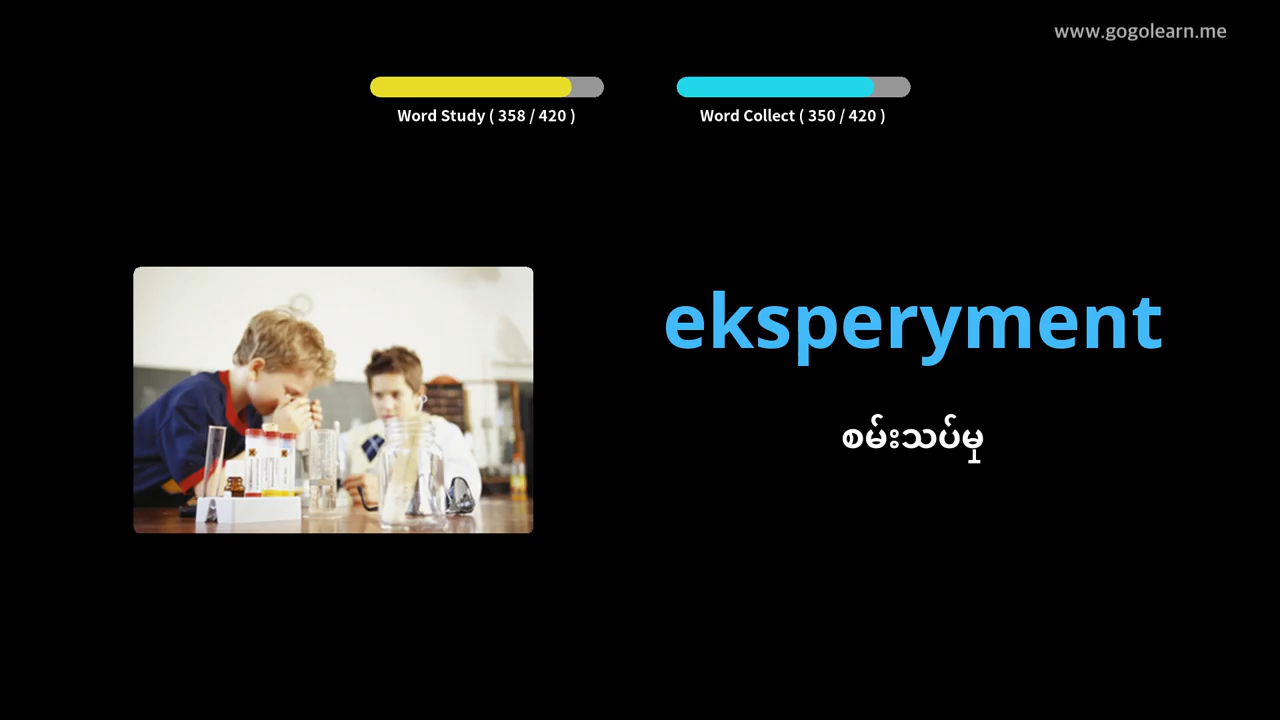 www.gogolearn.me
Word Study ( 358 / 420 )
Word Collect ( 350 / 420 )
eksperyment
စမ်းသပ်မှု